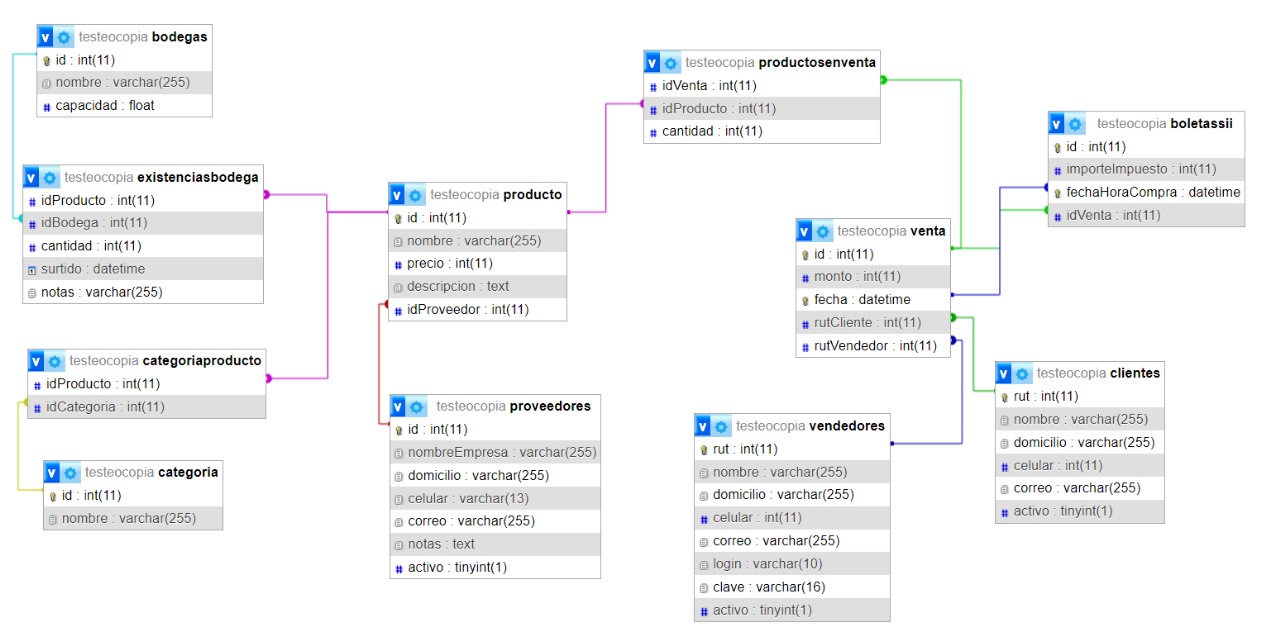 testeocopia bodegas
id : int(11)
nombre : varchar(255)
capacidad : float
testeocopia existenciasbodega
idProducto : int(11)
idBodega : int(11)
cantidad : int(11)
surtido : datetime
notas : varchar(255)
testeocopia categoriaproducto
idProducto : int(11)
idCategoria : int(11)
testeocopia categoria
id : int(11)
nombre : varchar(255)
testeocopia producto
id : int(11)
nombre : varchar(255)
precio : int(11)
descripcion : text
idProveedor : int(11)
testeocopia proveedores
id : int(11)
nombreEmpresa : varchar(255)
domicilio : varchar(255)
celular : varchar(13)
correo : varchar(255)
notas : text
activo : tinyint(1)
testeocopia productosenventa
idVenta : int(11)
idProducto : int(11)
cantidad : int(11)
testeocopia venta
id : int(11)
monto : int(11)
fecha : datetime
rutCliente : int(11)
rutVendedor : int(11)
testeocopia vendedores
rut : int(11)
nombre : varchar(255)
domicilio : varchar(255)
celular : int(11)
correo : varchar(255)
login : varchar(10)
clave : varchar(16)
activo : tinyint(1)
testeocopia boletassii
id : int(11)
importeImpuesto : int(11)
fechaHoraCompra : datetime
idVenta : int(11)
testeocopia clientes
rut : int(11)
nombre : varchar(255)
domicilio : varchar(255)
celular : int(11)
correo : varchar(255)
activo : tinyint(1)